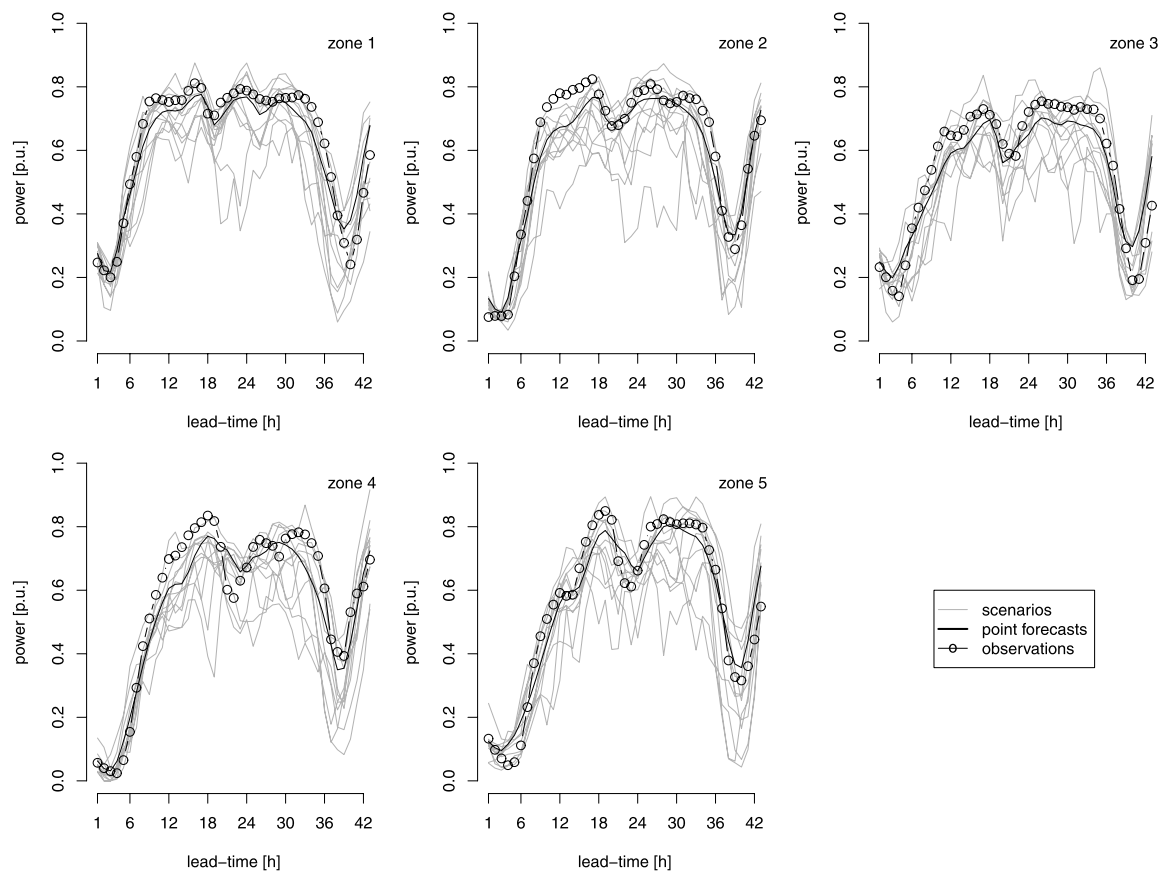 zone 1
power [p.u.]
0.0 0.2 0.4 0.6 0.8 1.0
1 6 12 18 24 30 36 42
lead−time [h]
zone 2
power [p.u.]
0.0 0.2 0.4 0.6 0.8 1.0
1 6 12 18 24 30 36 42
lead−time [h]
zone 3
power [p.u.]
0.0 0.2 0.4 0.6 0.8 1.0
1 6 12 18 24 30 36 42
lead−time [h]
zone 4
power [p.u.]
0.0 0.2 0.4 0.6 0.8 1.0
1 6 12 18 24 30 36 42
lead−time [h]
zone 5
power [p.u.]
0.0 0.2 0.4 0.6 0.8 1.0
1 6 12 18 24 30 36 42
lead−time [h]
scenarios
point forecasts
observations